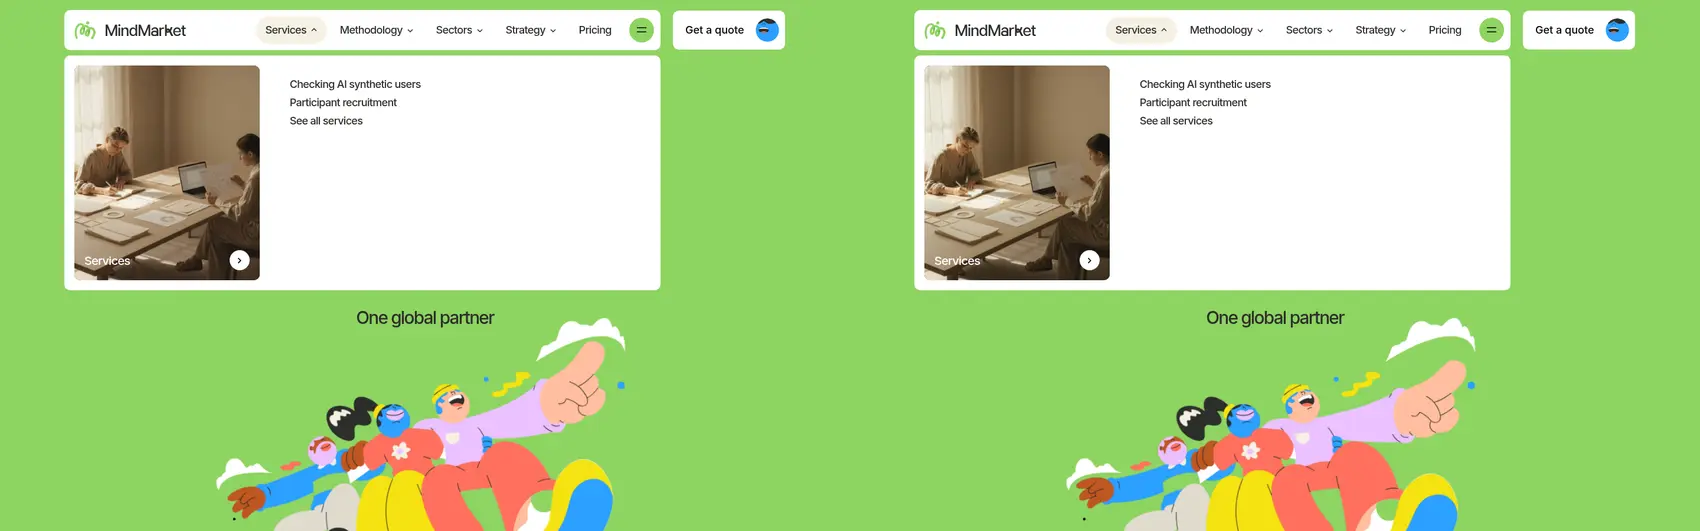 MindMarket Services Methodology Sectors Strategy Pricing Get a quote
Checking AI synthetic users
Participant recruitment
See all services
Services
One global partner
MindMarket Services Methodology Sectors Strategy Pricing Get a quote
Checking AI synthetic users
Participant recruitment
See all services
Services
One global partner